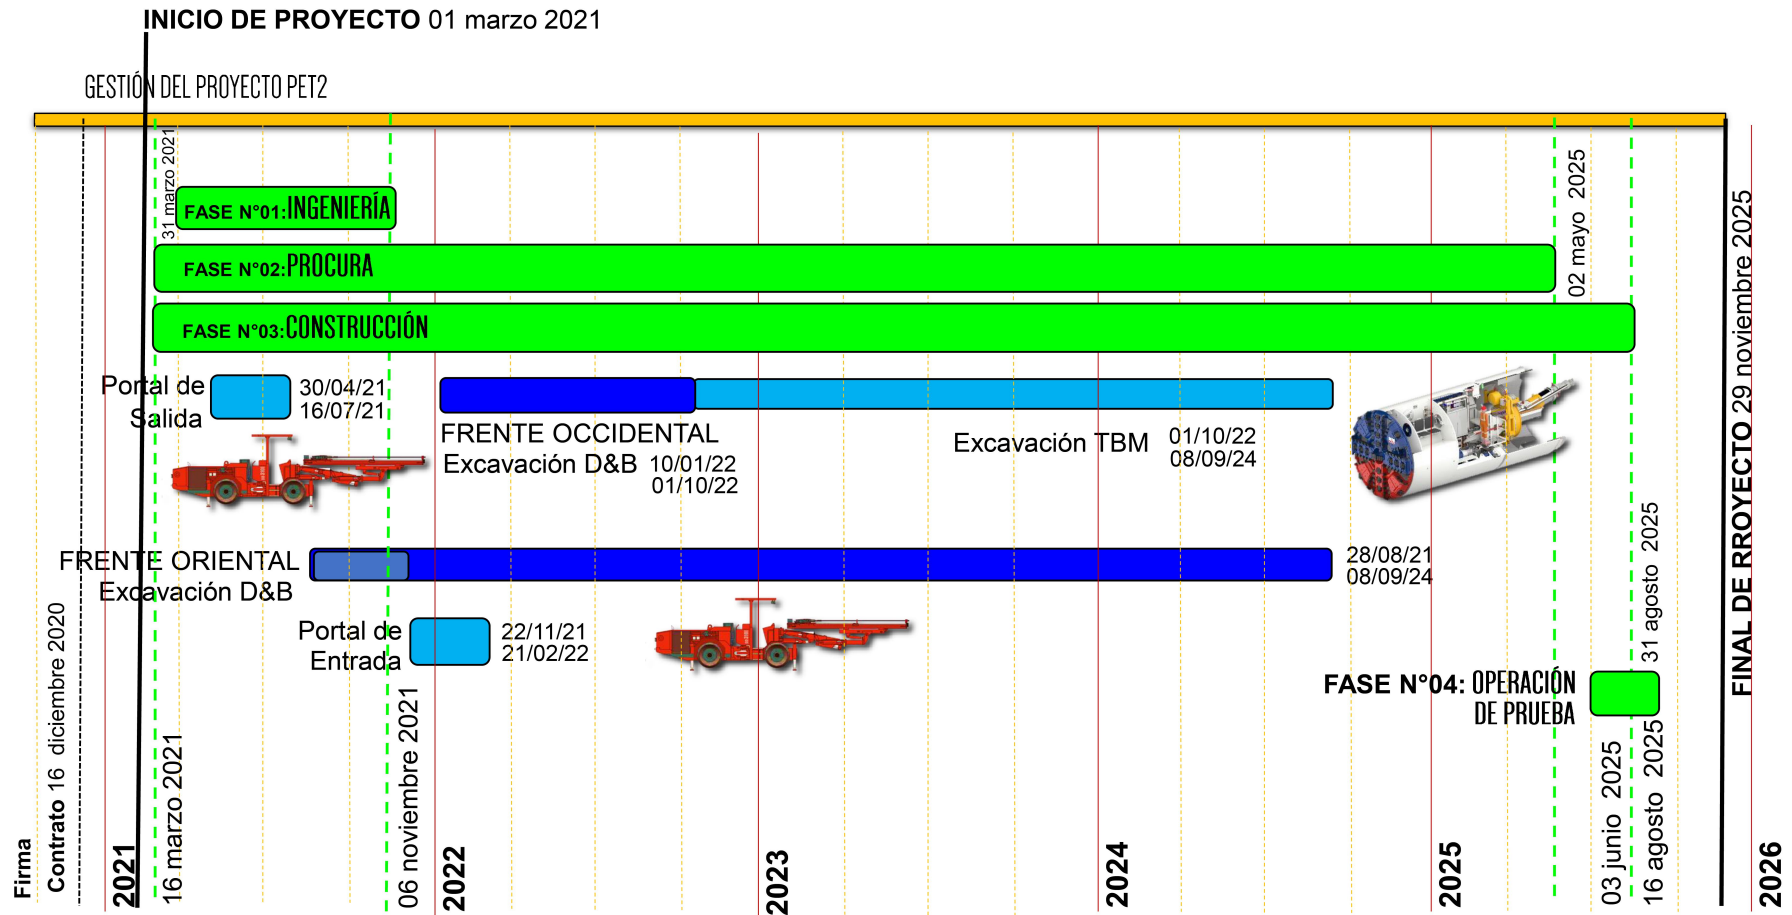 INICIO DE PROYECTO 01 marzo 2021
GESTIÓN DEL PROYECTO PET2
31 marzo 2021
FASE N°01:INGENIERÍA
FASE N°02:PROCURA
02 mayo 2025
FASE N°03:CONSTRUCCIÓN
Portal de
Salida
30/04/21
16/07/21
FRENTE OCCIDENTAL
Excavación D&B 10/01/22
01/10/22
Excavación TBM 01/10/22
08/09/24
FRENTE ORIENTAL
Excavación D&B
28/08/21
08/09/24
Portal de
Entrada
22/11/21
21/02/22
31 agosto 2025
FASE N°04: OPERACIÓN
DE PRUEBA
FINAL DE RROYECTO 29 noviembre 2025
Firma
Contrato 16 diciembre 2020
2021
16 marzo 2021
06 noviembre 2021
2022
2023
2024
2025
03 junio 2025
16 agosto 2025
2026